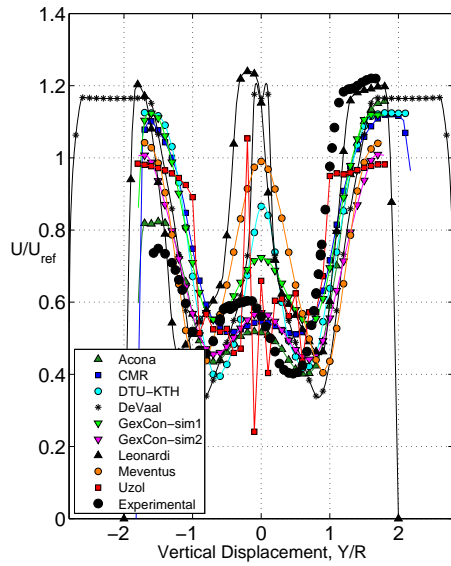 1.4
1.2
1
0.8
U/Uref
0.6
0.4
0.2
0
Acona
CMR
DTU−KTH
DeVaal
GexCon−sim1
GexCon−sim2
Leonardi
Meventus
Uzol
Experimental
−2 −1 0 1 2
Vertical Displacement, Y/R